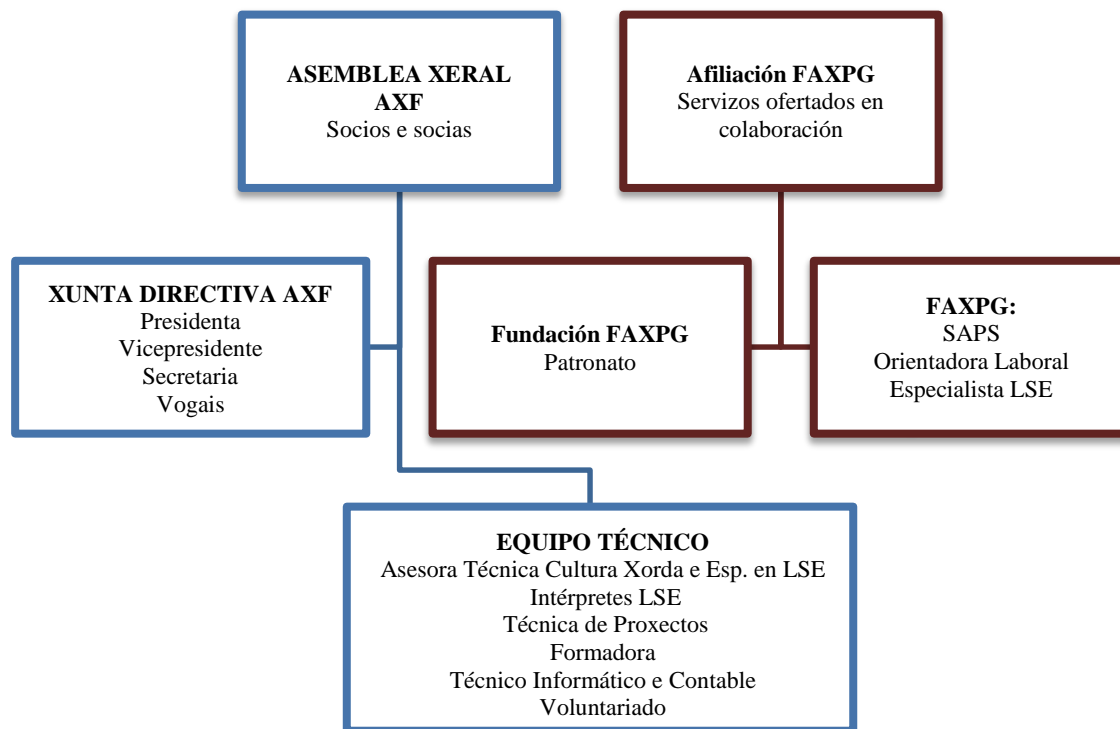 ASEMBLEA XERAL
AXF
Socios e socias
Afiliación FAXPG
Servizos ofertados en
colaboración
XUNTA DIRECTIVA AXF
Presidenta
Vicepresidente
Secretaria
Vogais
Fundación FAXPG
Patronato
FAXPG:
SAPS
Orientadora Laboral
Especialista LSE
EQUIPO TÉCNICO
Asesora Técnica Cultura Xorda e Esp. en LSE
Intérpretes LSE
Técnica de Proxectos
Formadora
Técnico Informático e Contable
Voluntariado